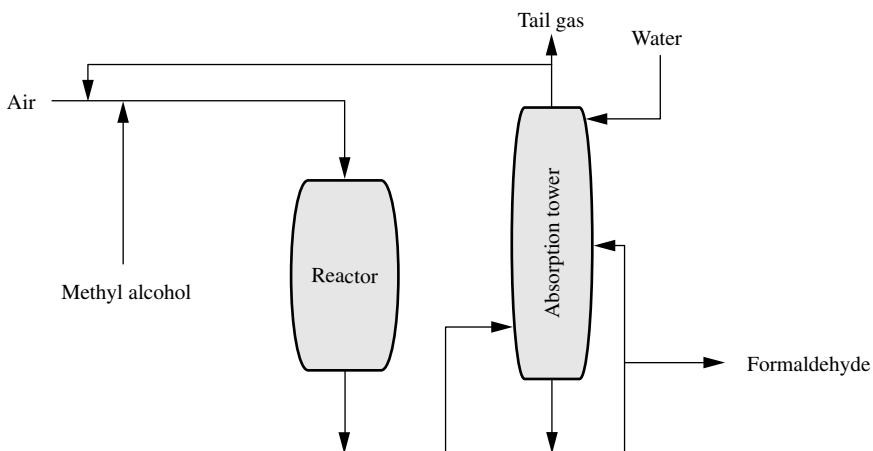 Tail gas
Water
Air
Absorption tower
Reactor
Methyl alcohol
Formaldehyde